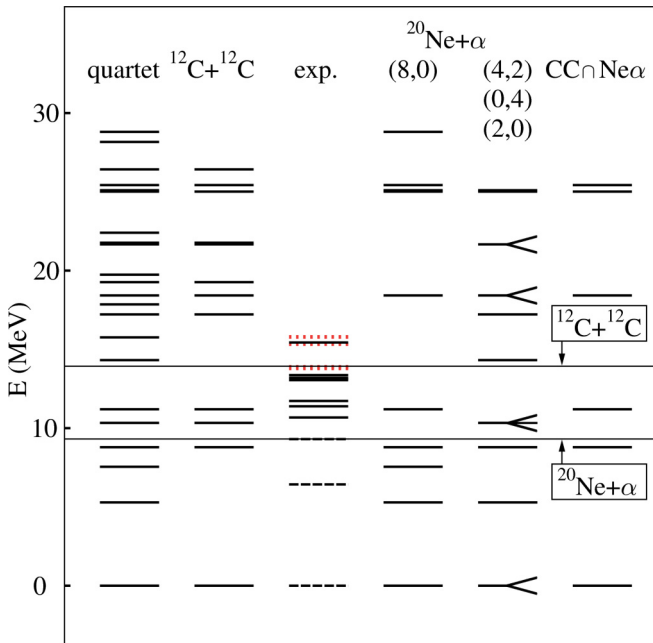 ²⁰Ne+α
quartet ¹²C+¹²C exp. (8,0) (4,2) CC∩Neα
(0,4)
(2,0)
30
20
¹²C+¹²C
E (MeV)
10
²⁰Ne+α
0